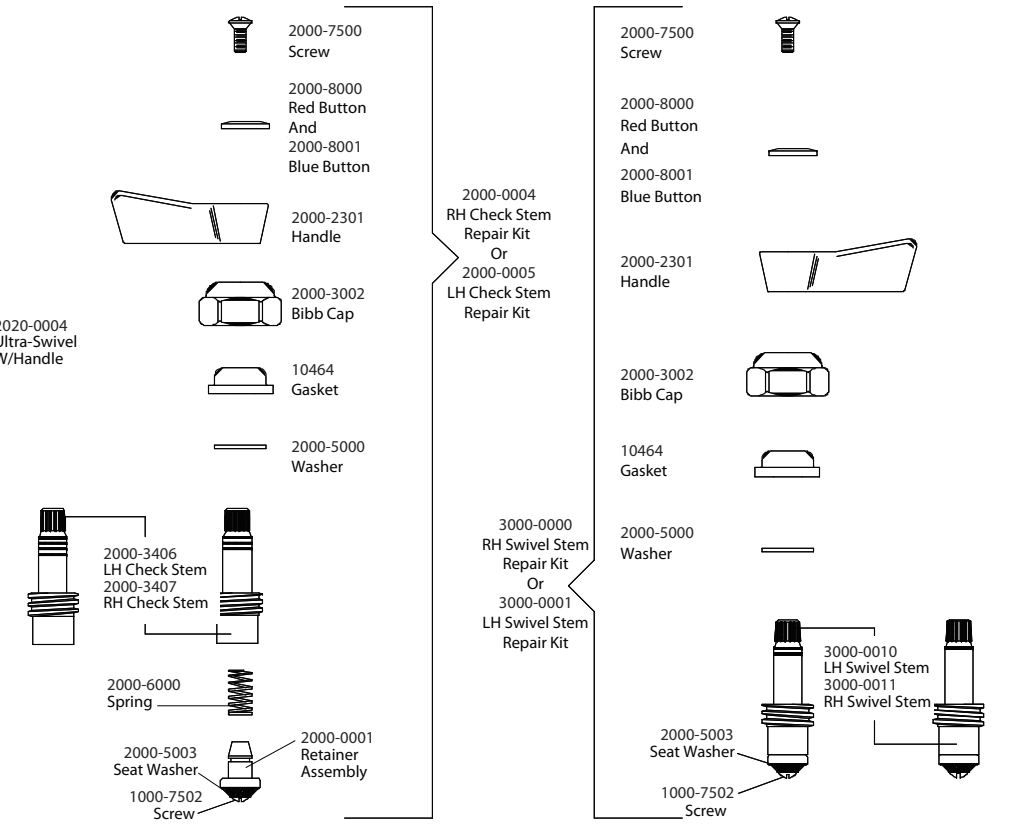 2000-7500
Screw
2000-8000
Red Button
And
2000-8001
Blue Button
2000-2301
Handle
2000-3002
Bibb Cap
2020-0004
Ultra-Swivel
W/Handle
10464
Gasket
2000-5000
Washer
2000-3406
LH Check Stem
2000-3407
RH Check Stem
2000-6000
Spring
2000-0001
Retainer
Assembly
2000-5003
Seat Washer
1000-7502
Screw
2000-0004
RH Check Stem
Repair Kit
Or
2000-0005
LH Check Stem
Repair Kit
3000-0000
RH Swivel Stem
Repair Kit
Or
3000-0001
LH Swivel Stem
Repair Kit
2000-7500
Screw
2000-8000
Red Button
And
2000-8001
Blue Button
2000-2301
Handle
2000-3002
Bibb Cap
10464
Gasket
2000-5000
Washer
3000-0010
LH Swivel Stem
3000-0011
RH Swivel Stem
2000-5003
Seat Washer
1000-7502
Screw